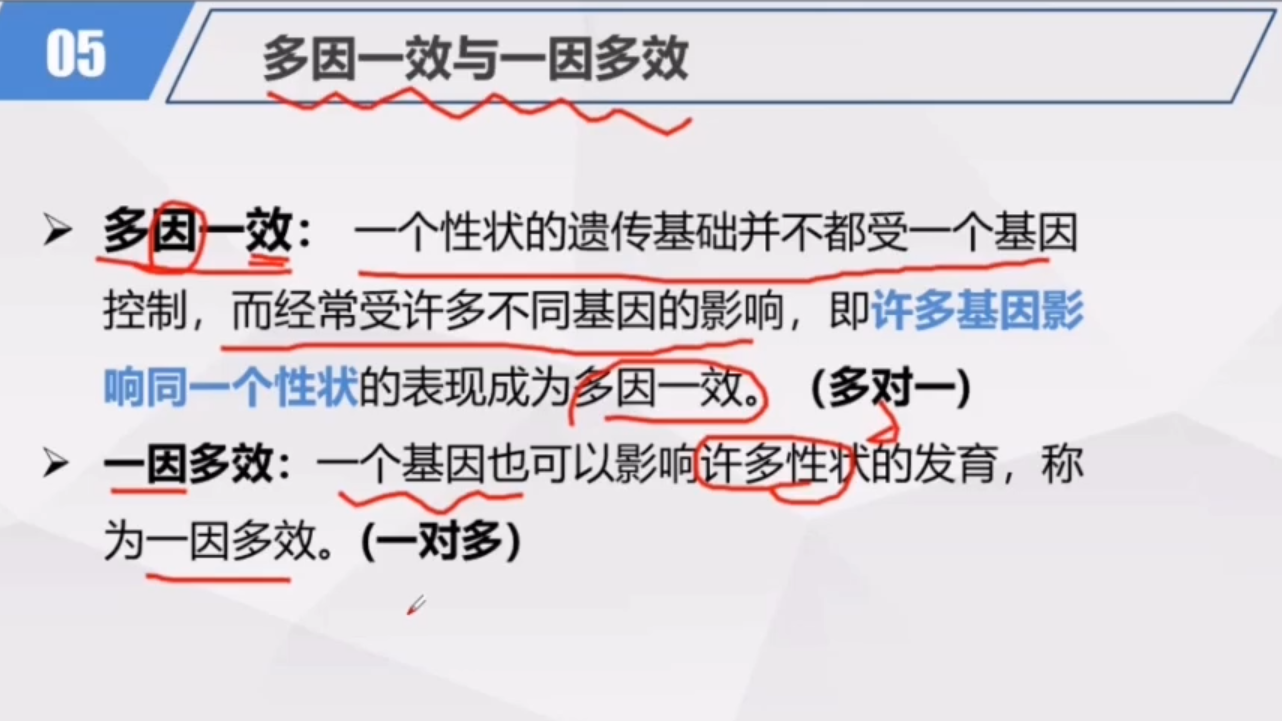 05
多因一效与一因多效
多因一效： 一个性状的遗传基础并不都受一个基因
控制，而经常受许多不同基因的影响，即许多基因影
响同一个性状的表现成为多因一效。（多对一）
一因多效：一个基因也可以影响许多性状的发育，称
为一因多效。（一对多）